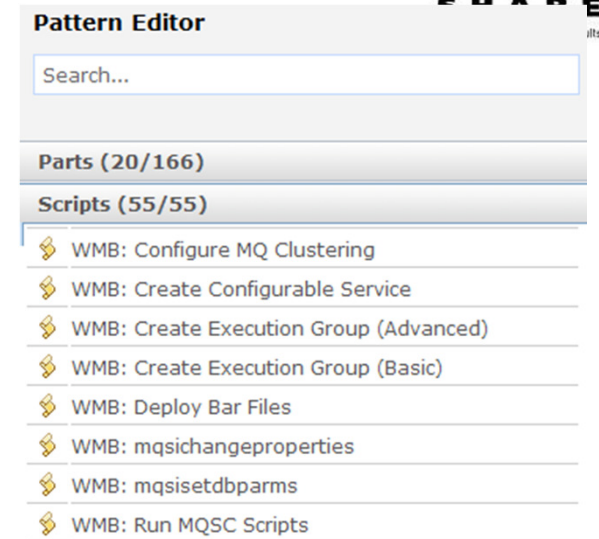 SHARE
Pattern Editor
Search...
Parts (20/166)
Scripts (55/55)
WMB: Configure MQ Clustering
WMB: Create Configurable Service
WMB: Create Execution Group (Advanced)
WMB: Create Execution Group (Basic)
WMB: Deploy Bar Files
WMB: mqsichangeproperties
WMB: mqsisetdbparms
WMB: Run MQSC Scripts